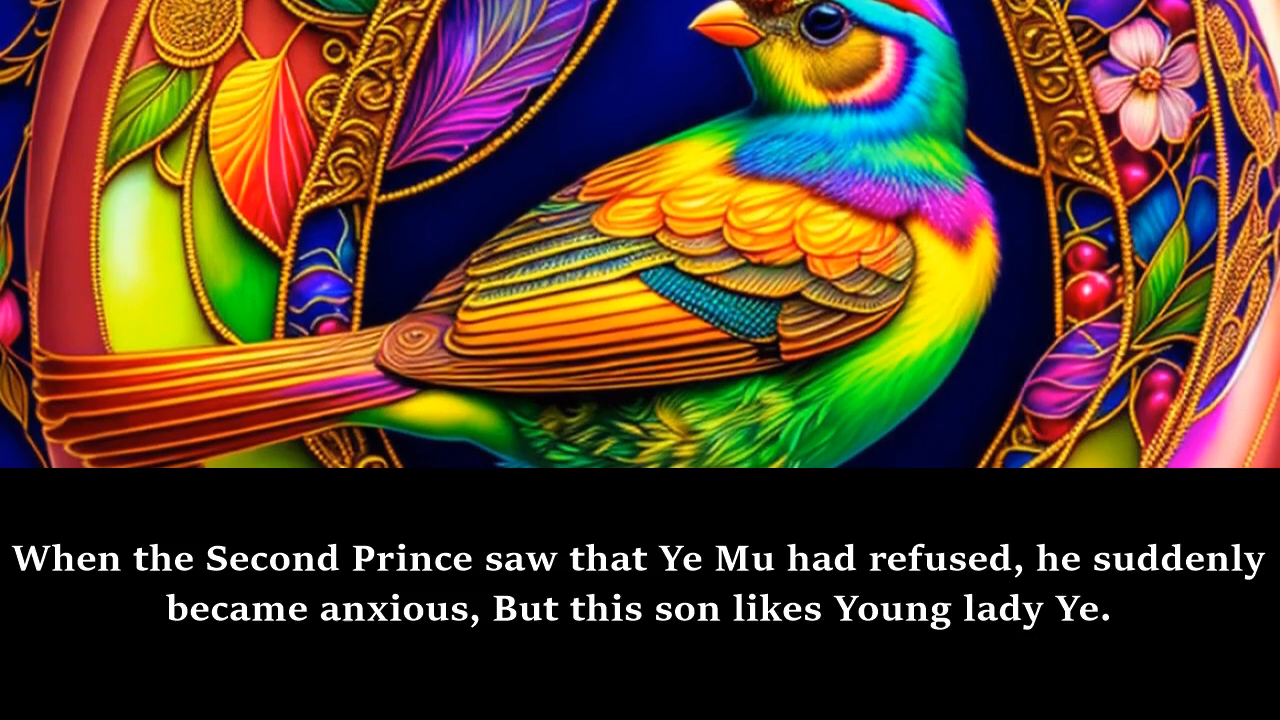 When the Second Prince saw that Ye Mu had refused, he suddenly
became anxious, But this son likes Young lady Ye.